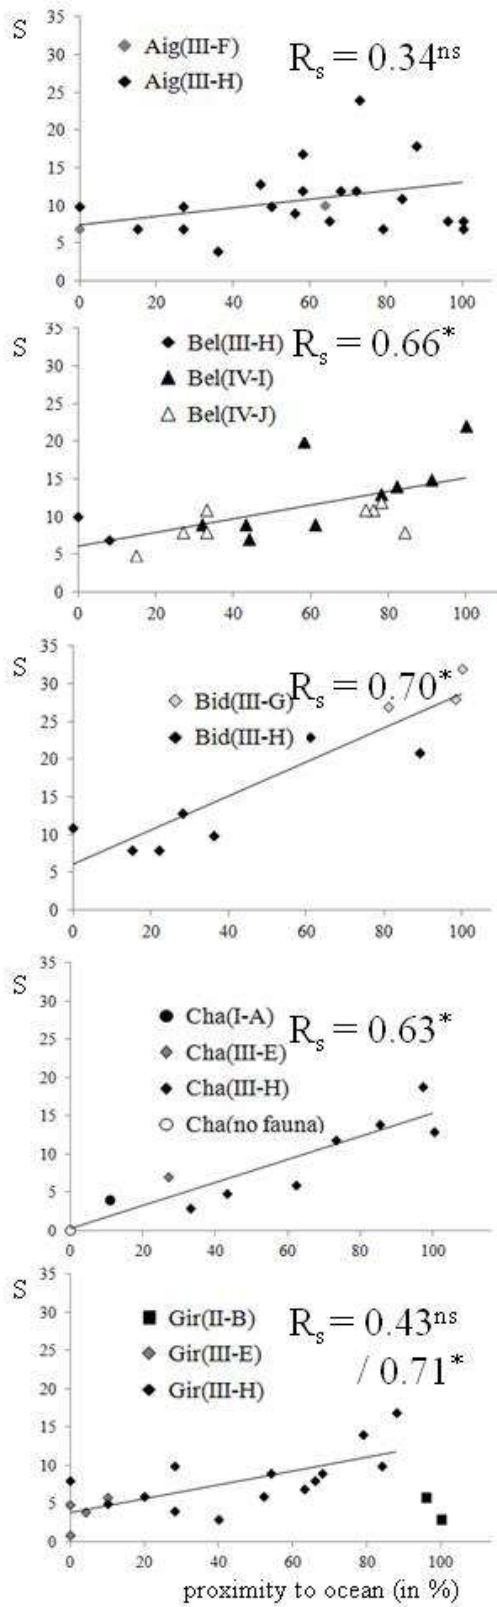 S
35
Aig(III-F)
Rs = 0.34ns
30
Aig(III-H)
25
20
15
10
5
0
0 20 40 60 80 100
S
35
Bel(III-H)
Rs = 0.66*
30
Bel(IV-I)
25
Bel(IV-J)
20
15
10
5
0
0 20 40 60 80 100
35
S
30
Bid(III-G)
Rs = 0.70*
25
Bid(III-H)
20
15
10
5
0
0 20 40 60 80 100
35
S
30
Cha(I-A)
Rs = 0.63*
25
Cha(III-E)
20
Cha(III-H)
15
Cha(no fauna)
10
5
0
0 20 40 60 80 100
35
S
30
Gir(II-B)
Rs = 0.43ns
25
Gir(III-E)
/ 0.71*
20
Gir(III-H)
15
10
5
0
0 20 40 60 80 100
proximity to ocean (in %)